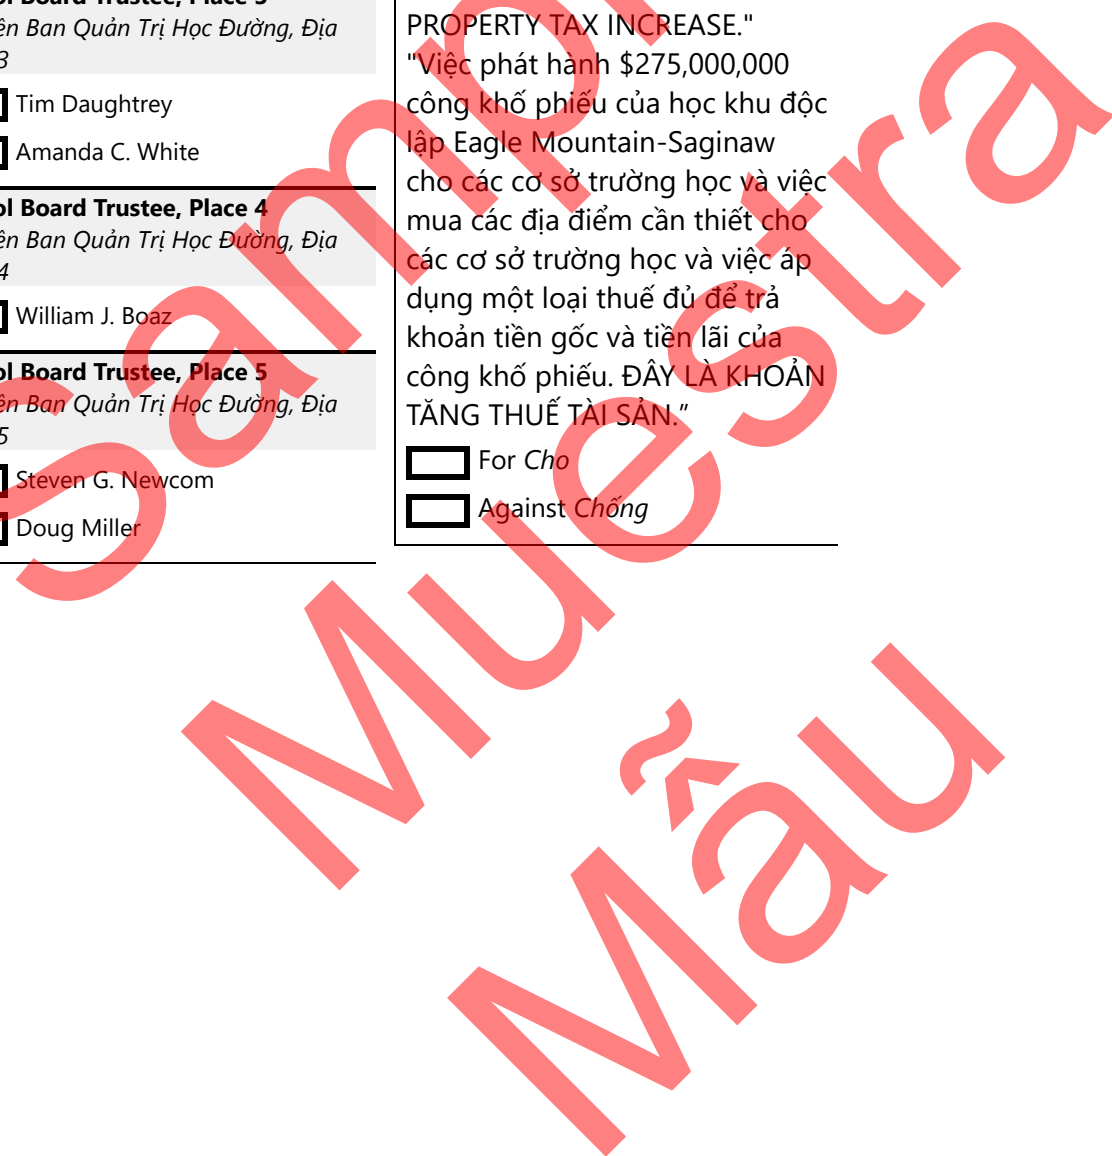 ol Board Trustee, Place 3
ên Ban Quản Trị Học Đường, Địa
3
Tim Daughtrey
Amanda C. White
ol Board Trustee, Place 4
ên Ban Quản Trị Học Đường, Địa
4
William J. Boaz
ol Board Trustee, Place 5
ên Ban Quản Trị Học Đường, Địa
5
Steven G. Newcom
Doug Miller
PROPERTY TAX INCREASE."
"Việc phát hành $275,000,000
công khố phiếu của học khu độc
lập Eagle Mountain-Saginaw
cho các cơ sở trường học và việc
mua các địa điểm cần thiết cho
các cơ sở trường học và việc áp
dụng một loại thuế đủ để trả
khoản tiền gốc và tiền lãi của
công khố phiếu. ĐÂY LÀ KHOẢN
TĂNG THUẾ TÀI SẢN.”
For Cho
Against Chống
Sampl
Muestra
Mẫu